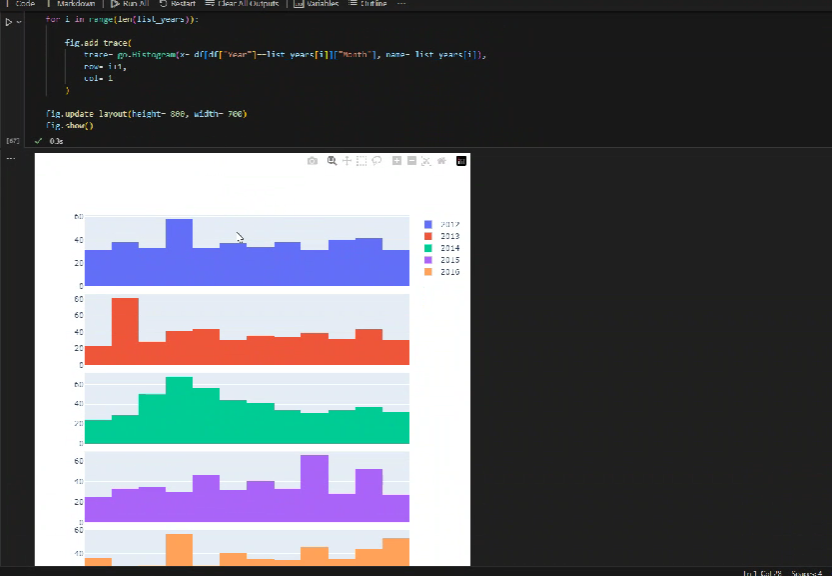 Code Markdown Run All Restart Clear All Outputs Variables Outline ...
for i in range(len(list_years)):
fig.add_trace(
trace= go.Histogram(x= df[df["Year"]==list_years[i]]["Month"], name= list_years[i]),
row= i+1,
col= 1
)
fig.update_layout(height= 800, width= 700)
fig.show()
[67] 0.3s
...
60
40
20
0
2012
2013
2014
2015
2016
80
60
40
20
0
60
40
20
0
60
40
20
0
60
40
Spaces: 4